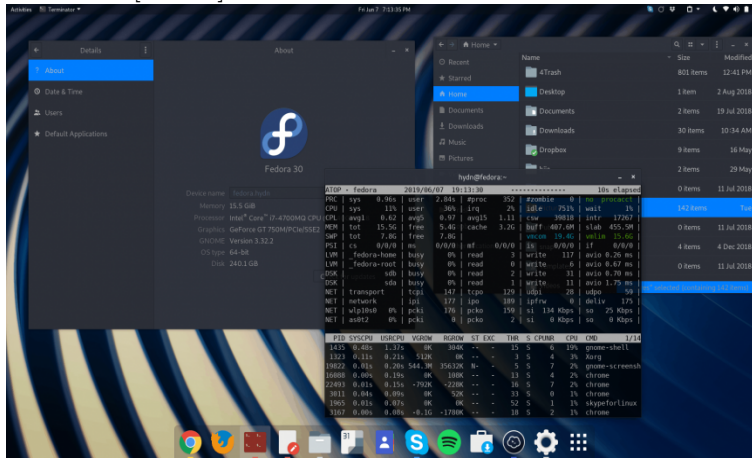 Activities Terminator ▾ Fri Jun 7 7:13:35 PM
Details
About
About
Date & Time
Users
Default Applications
Fedora 30
Device name Fedora hydn
Memory 15.5 GiB
Processor Intel® Core™ i7-4700MQ CPU
Graphics GeForce GT 750M/PCIe/SSE2
GNOME Version 3.32.2
OS type 64-bit
Disk 240.1 GB
Home ▾
Recent
Starred
Home
Documents
Downloads
Music
Pictures
Name Size Modified
4Trash 801 items 12:41 PM
Desktop 1 item 2 Aug 2018
Documents 2 items 19 Jul 2018
Downloads 30 items 10:34 AM
Dropbox 9 items 16 May
2 items 29 May
0 items 11 Jul 2018
142 items Tue
0 items 11 Jul 2018
4 items 4 Dec 2018
0 items 11 Jul 2018
selected (containing 142 items)
hydn@fedora:~
ATOP - fedora 2019/06/07 19:13:30 -------------- 10s elapsed
PRC | sys 0.96s | user 2.84s | #proc 352 | #zombie 0 | no procacct |
CPU | sys 11% | user 36% | irq 2% | idle 751% | wait 1% |
CPL | avg1 0.62 | avg5 0.97 | avg15 1.11 | csw 39818 | intr 17267 |
MEM | tot 15.5G | free 5.4G | cache 3.2G | buff 407.6M | slab 455.5M |
SWP | tot 7.8G | free 7.8G | | vmcom 19.4G | vmlim 15.6G |
PSI | cs 0/0/0 | ms 0/0/0 | mf 0/0/0 | is 0/0/0 | if 0/0/0 |
LVM | _fedora-home | busy 0% | read 3 | write 117 | avio 0.26 ms |
LVM | _fedora-root | busy 0% | read 0 | write 6 | avio 0.67 ms |
DSK | sdb | busy 0% | read 2 | write 31 | avio 0.70 ms |
DSK | sda | busy 0% | read 1 | write 11 | avio 1.75 ms |
NET | transport | tcpi 147 | tcpo 129 | udpi 28 | udpo 59 |
NET | network | ipi 177 | ipo 189 | ipfrw 0 | deliv 175 |
NET | wlp10s0 0% | pcki 176 | pcko 159 | si 134 Kbps | so 25 Kbps |
NET | as0t2 0% | pcki 0 | pcko 2 | si 0 Kbps | so 0 Kbps |
PID SYSCPU USRCPU VGROW RGROW ST EXC THR S CPUNR CPU CMD 1/14
1435 0.48s 1.37s 0K 304K -- - 15 S 6 19% gnome-shell
1323 0.11s 0.21s 512K 0K -- - 3 S 4 3% Xorg
19822 0.01s 0.20s 544.3M 35632K N- - 5 S 7 2% gnome-screensh
16088 0.00s 0.19s 0K 108K -- - 13 S 4 2% chrome
22493 0.01s 0.15s -792K -228K -- - 16 S 7 2% chrome
3011 0.04s 0.09s 0K 52K -- - 33 S 0 1% chrome
1965 0.01s 0.07s 0K 0K -- - 52 S 1 1% skypeforlinux
3167 0.00s 0.08s -0.1G -1780K -- - 18 S 2 1% chrome
31